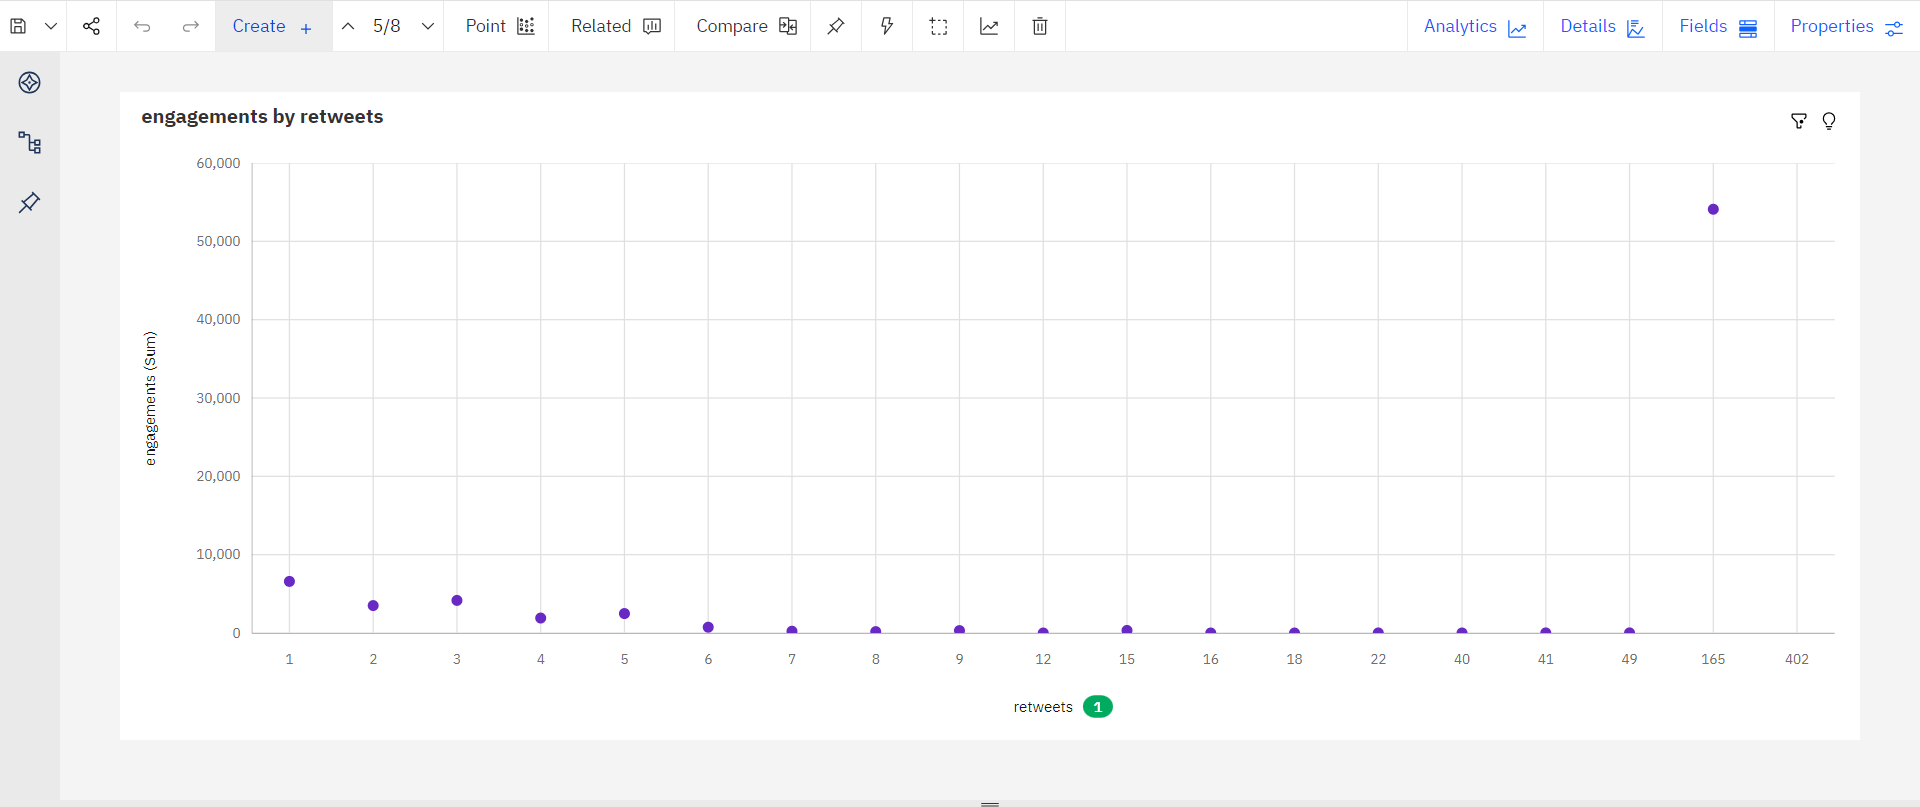 Create + 5/8 Point Related Compare Analytics Details Fields Properties
engagements by retweets
60,000
50,000
40,000
30,000
20,000
10,000
0
engagements (Sum)
1 2 3 4 5 6 7 8 9 12 15 16 18 22 40 41 49 165 402
retweets 1